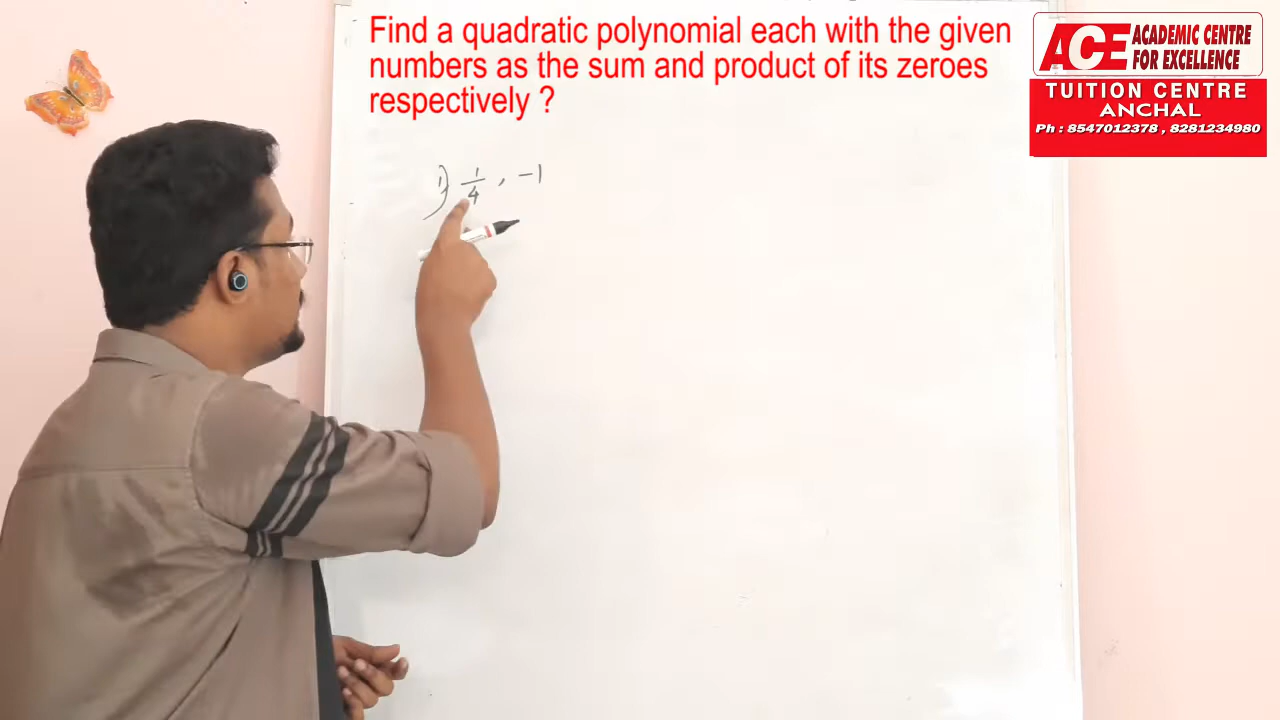 Find a quadratic polynomial each with the given
numbers as the sum and product of its zeroes
respectively ?
ACE ACADEMIC CENTRE
FOR EXCELLENCE
TUITION CENTRE
ANCHAL
Ph : 8547012378 , 8281234980
1) 1/4 , -1